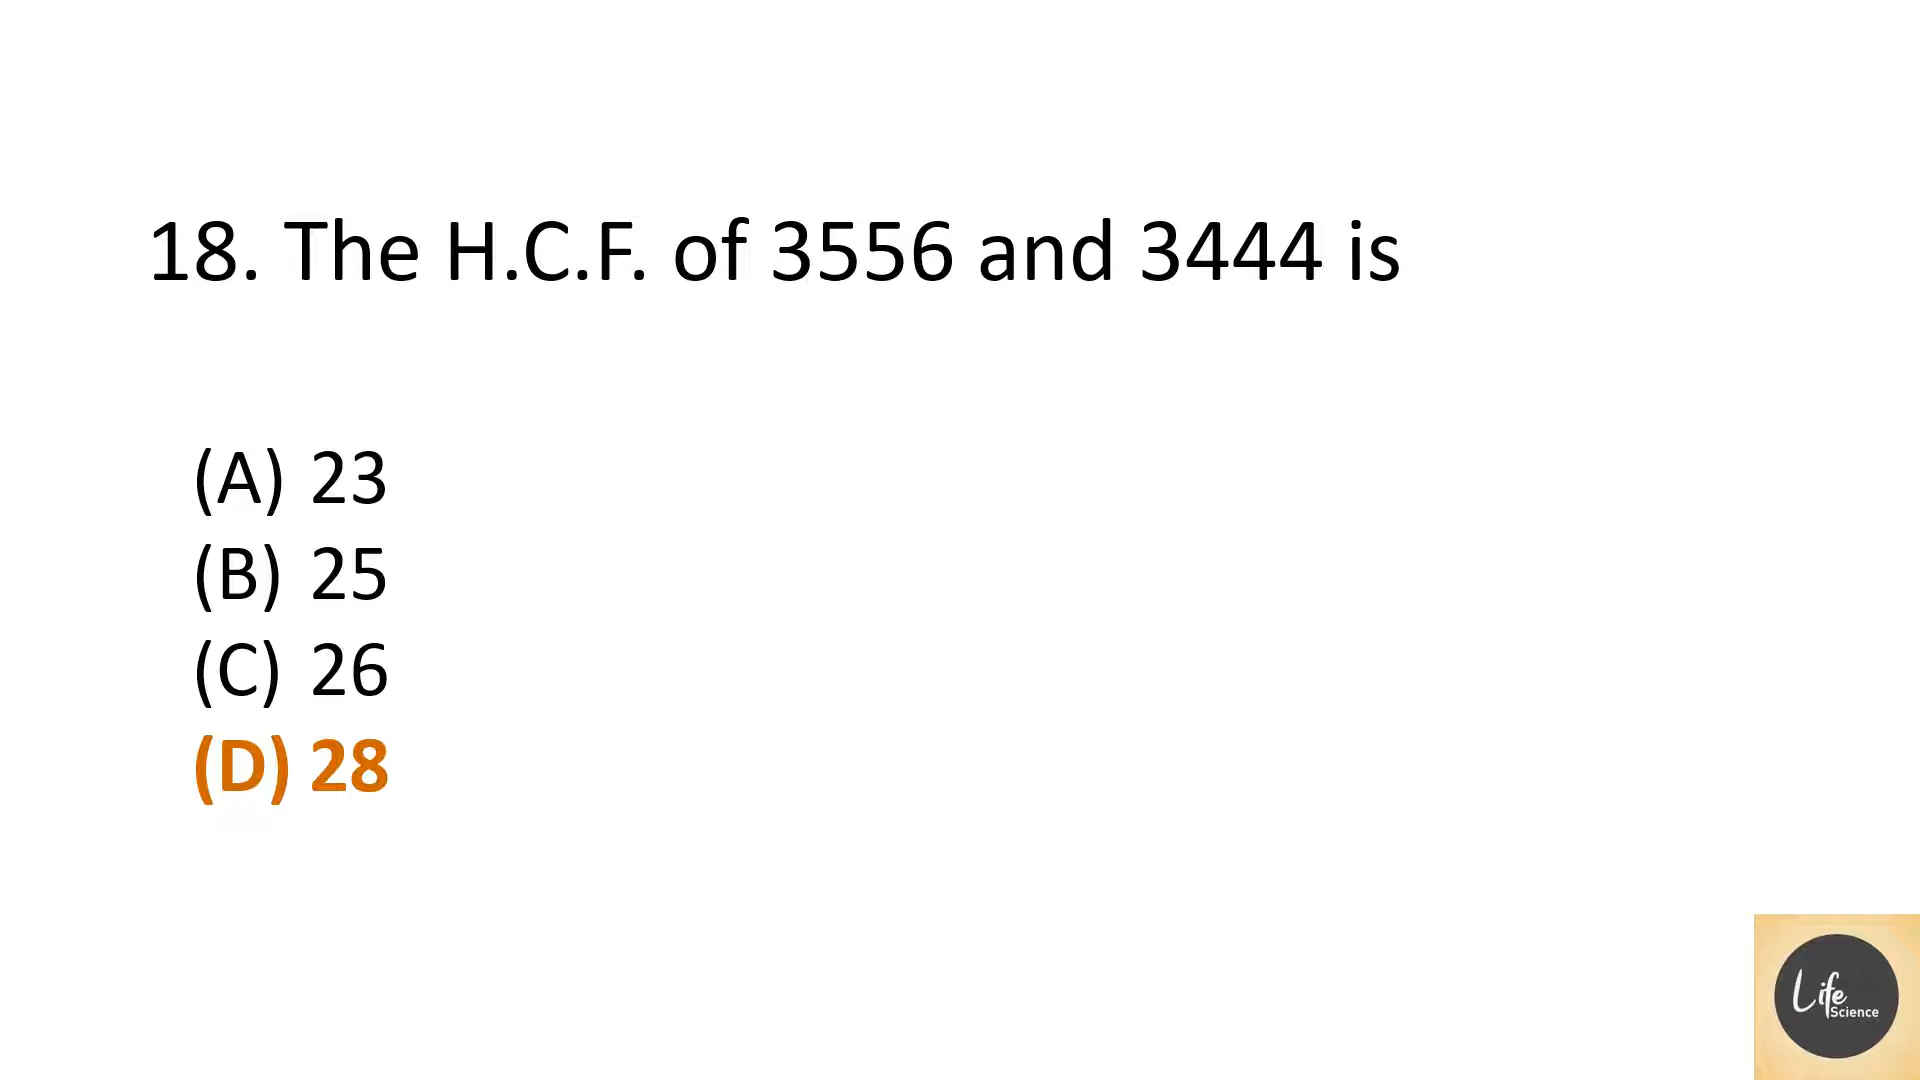 18. The H.C.F. of 3556 and 3444 is
(A) 23
(B) 25
(C) 26
(D) 28
Life
Science